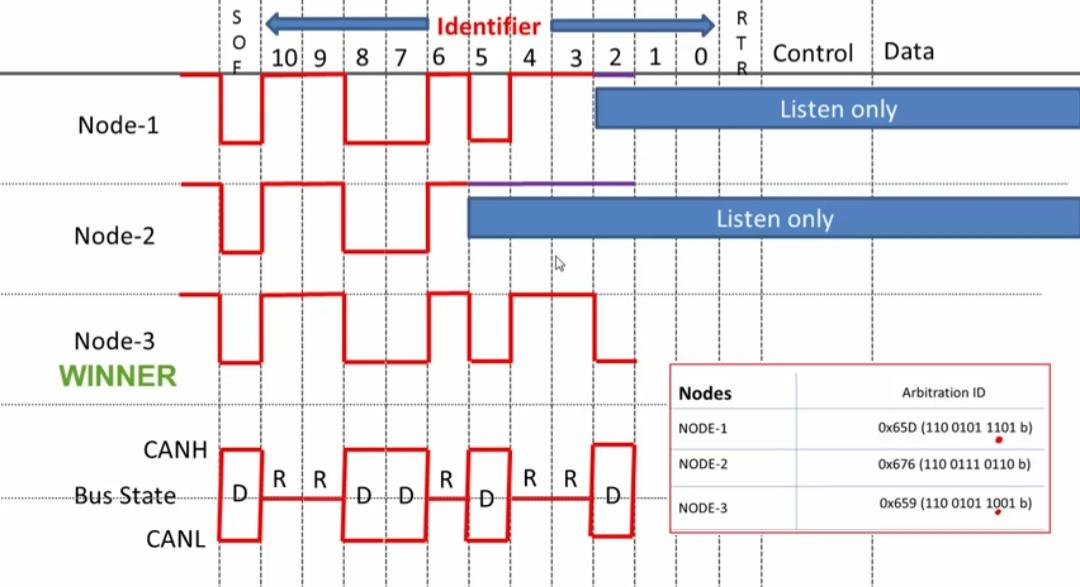 SOF
Identifier
RTR
10 9 8 7 6 5 4 3 2 1 0
Control Data
Node-1
Listen only
Node-2
Listen only
Node-3
WINNER
CANH
Bus State
CANL
D R R D D R D R R D
Nodes Arbitration ID
NODE-1 0x65D (110 0101 1101 b)
NODE-2 0x676 (110 0111 0110 b)
NODE-3 0x659 (110 0101 1001 b)